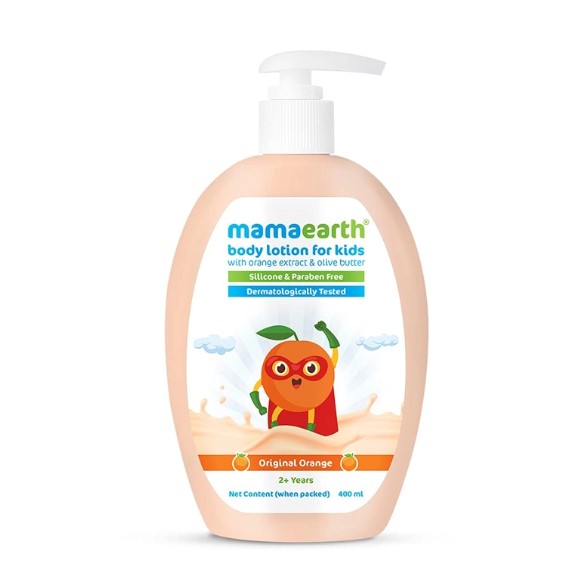 mamaearth®
body lotion for kids
with orange extract & olive butter
Silicone & Paraben Free
Dermatologically Tested
Original Orange
2+ Years
Net Content (when packed) 400 ml